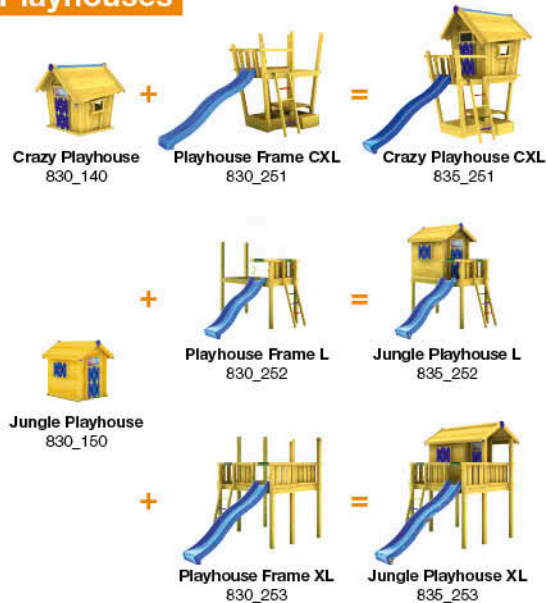 Playhouses
+
=
Crazy Playhouse
830_140
Playhouse Frame CXL
830_251
Crazy Playhouse CXL
835_251
+
=
Playhouse Frame L
830_252
Jungle Playhouse L
835_252
Jungle Playhouse
830_150
+
=
Playhouse Frame XL
830_253
Jungle Playhouse XL
835_253